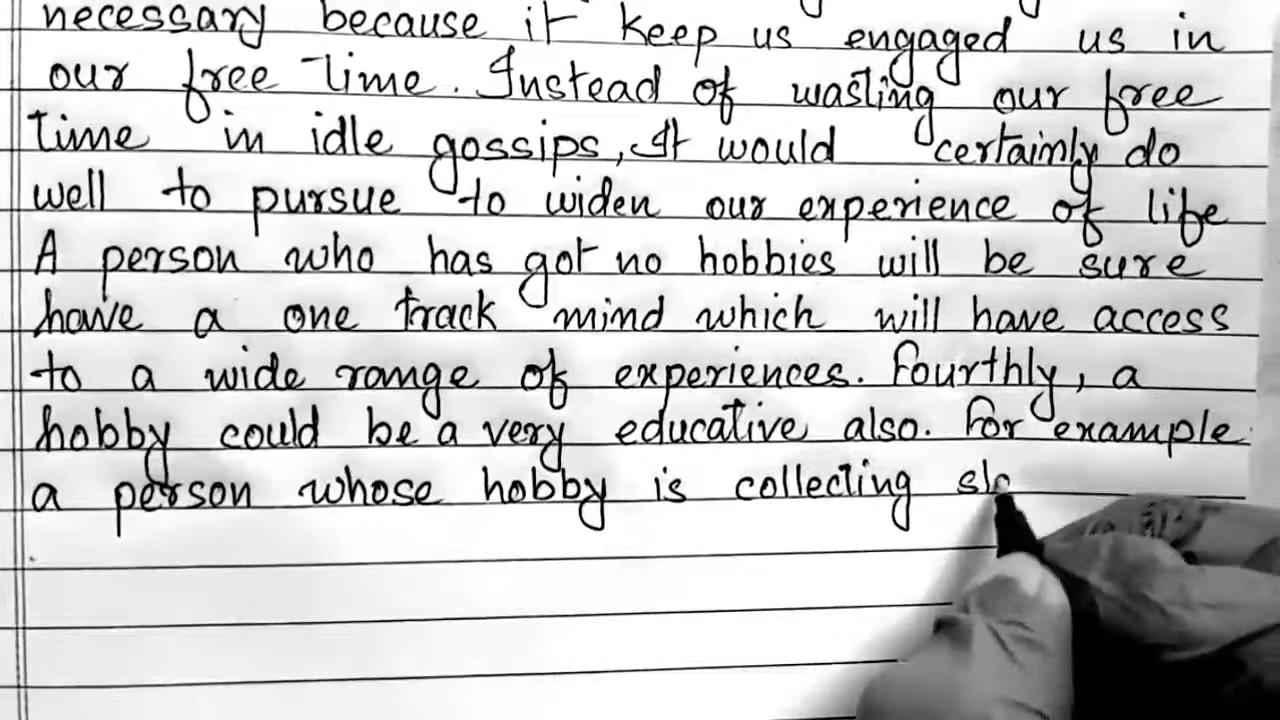 necessary because it keep us engaged us in
our free time. Instead of wasting our free
time in idle gossips, It would certainly do
well to pursue to widen our experience of life
A person who has got no hobbies will be sure
have a one track mind which will have access
to a wide range of experiences. Fourthly, a
hobby could be a very educative also. For example
a person whose hobby is collecting